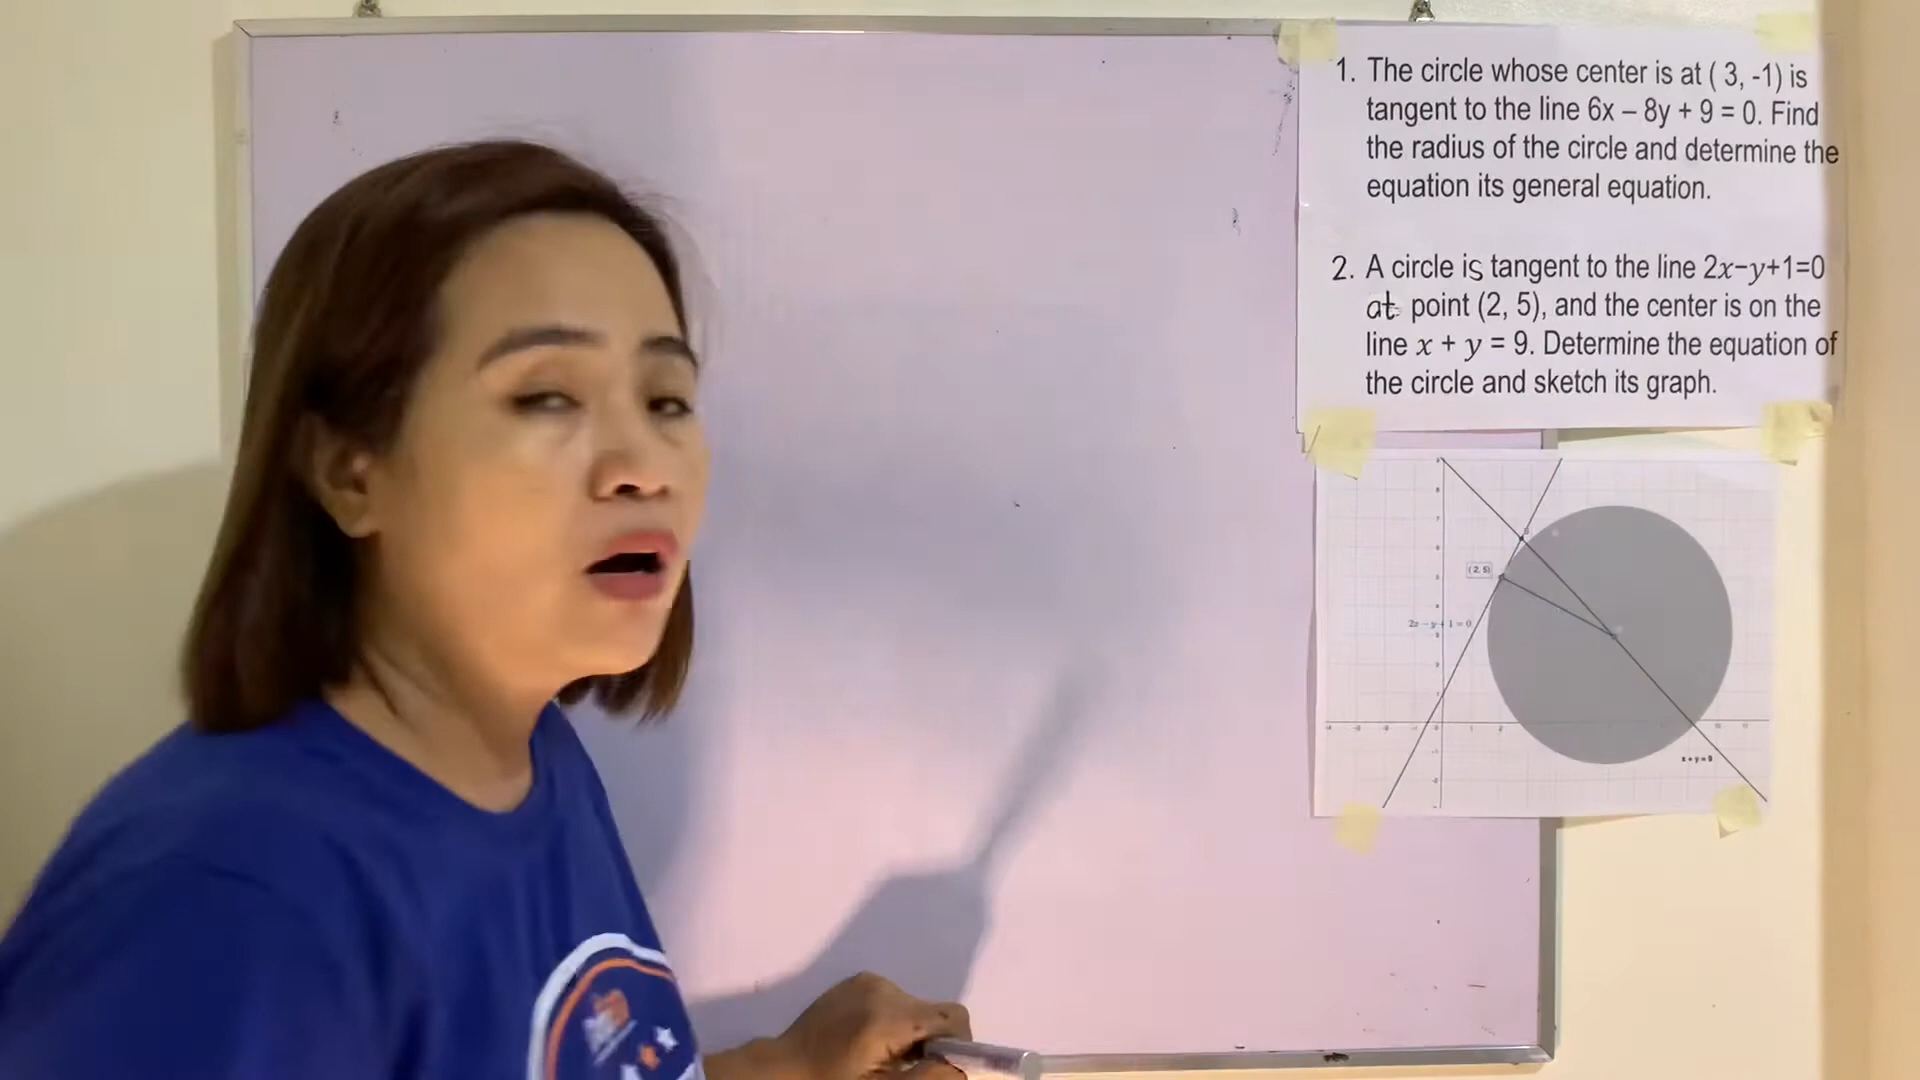 1. The circle whose center is at ( 3, -1) is
tangent to the line 6x – 8y + 9 = 0. Find
the radius of the circle and determine the
equation its general equation.
2. A circle is tangent to the line 2x−y+1=0
at point (2, 5), and the center is on the
line x + y = 9. Determine the equation of
the circle and sketch its graph.
(2, 5)
2x − y + 1 = 0
x + y = 9